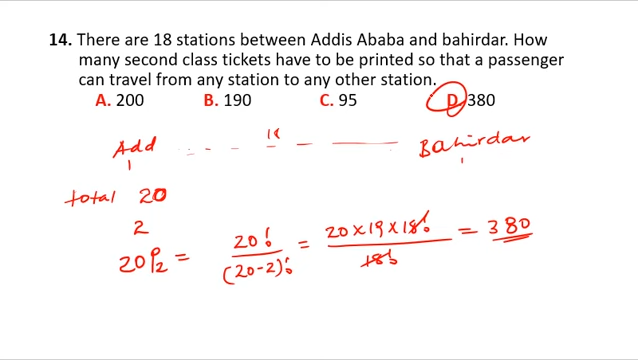 14. There are 18 stations between Addis Ababa and bahirdar. How
many second class tickets have to be printed so that a passenger
can travel from any station to any other station.
A. 200 B. 190 C. 95 D. 380
18
Add Bahirdar
1 1
total 20
2
20P2 = 20! / (20-2)! = 20×19×18! / 18! = 380